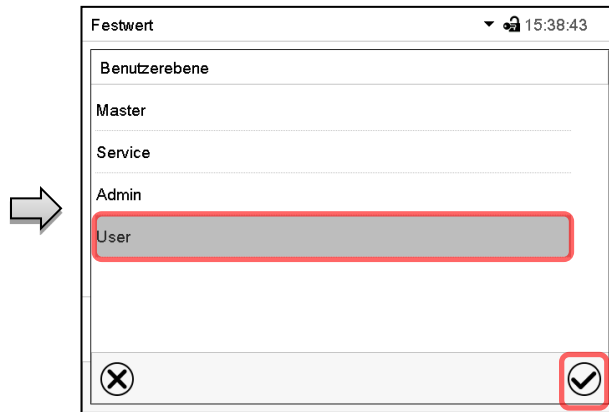 Festwert 15:38:43
Benutzerebene
Master
Service
Admin
User